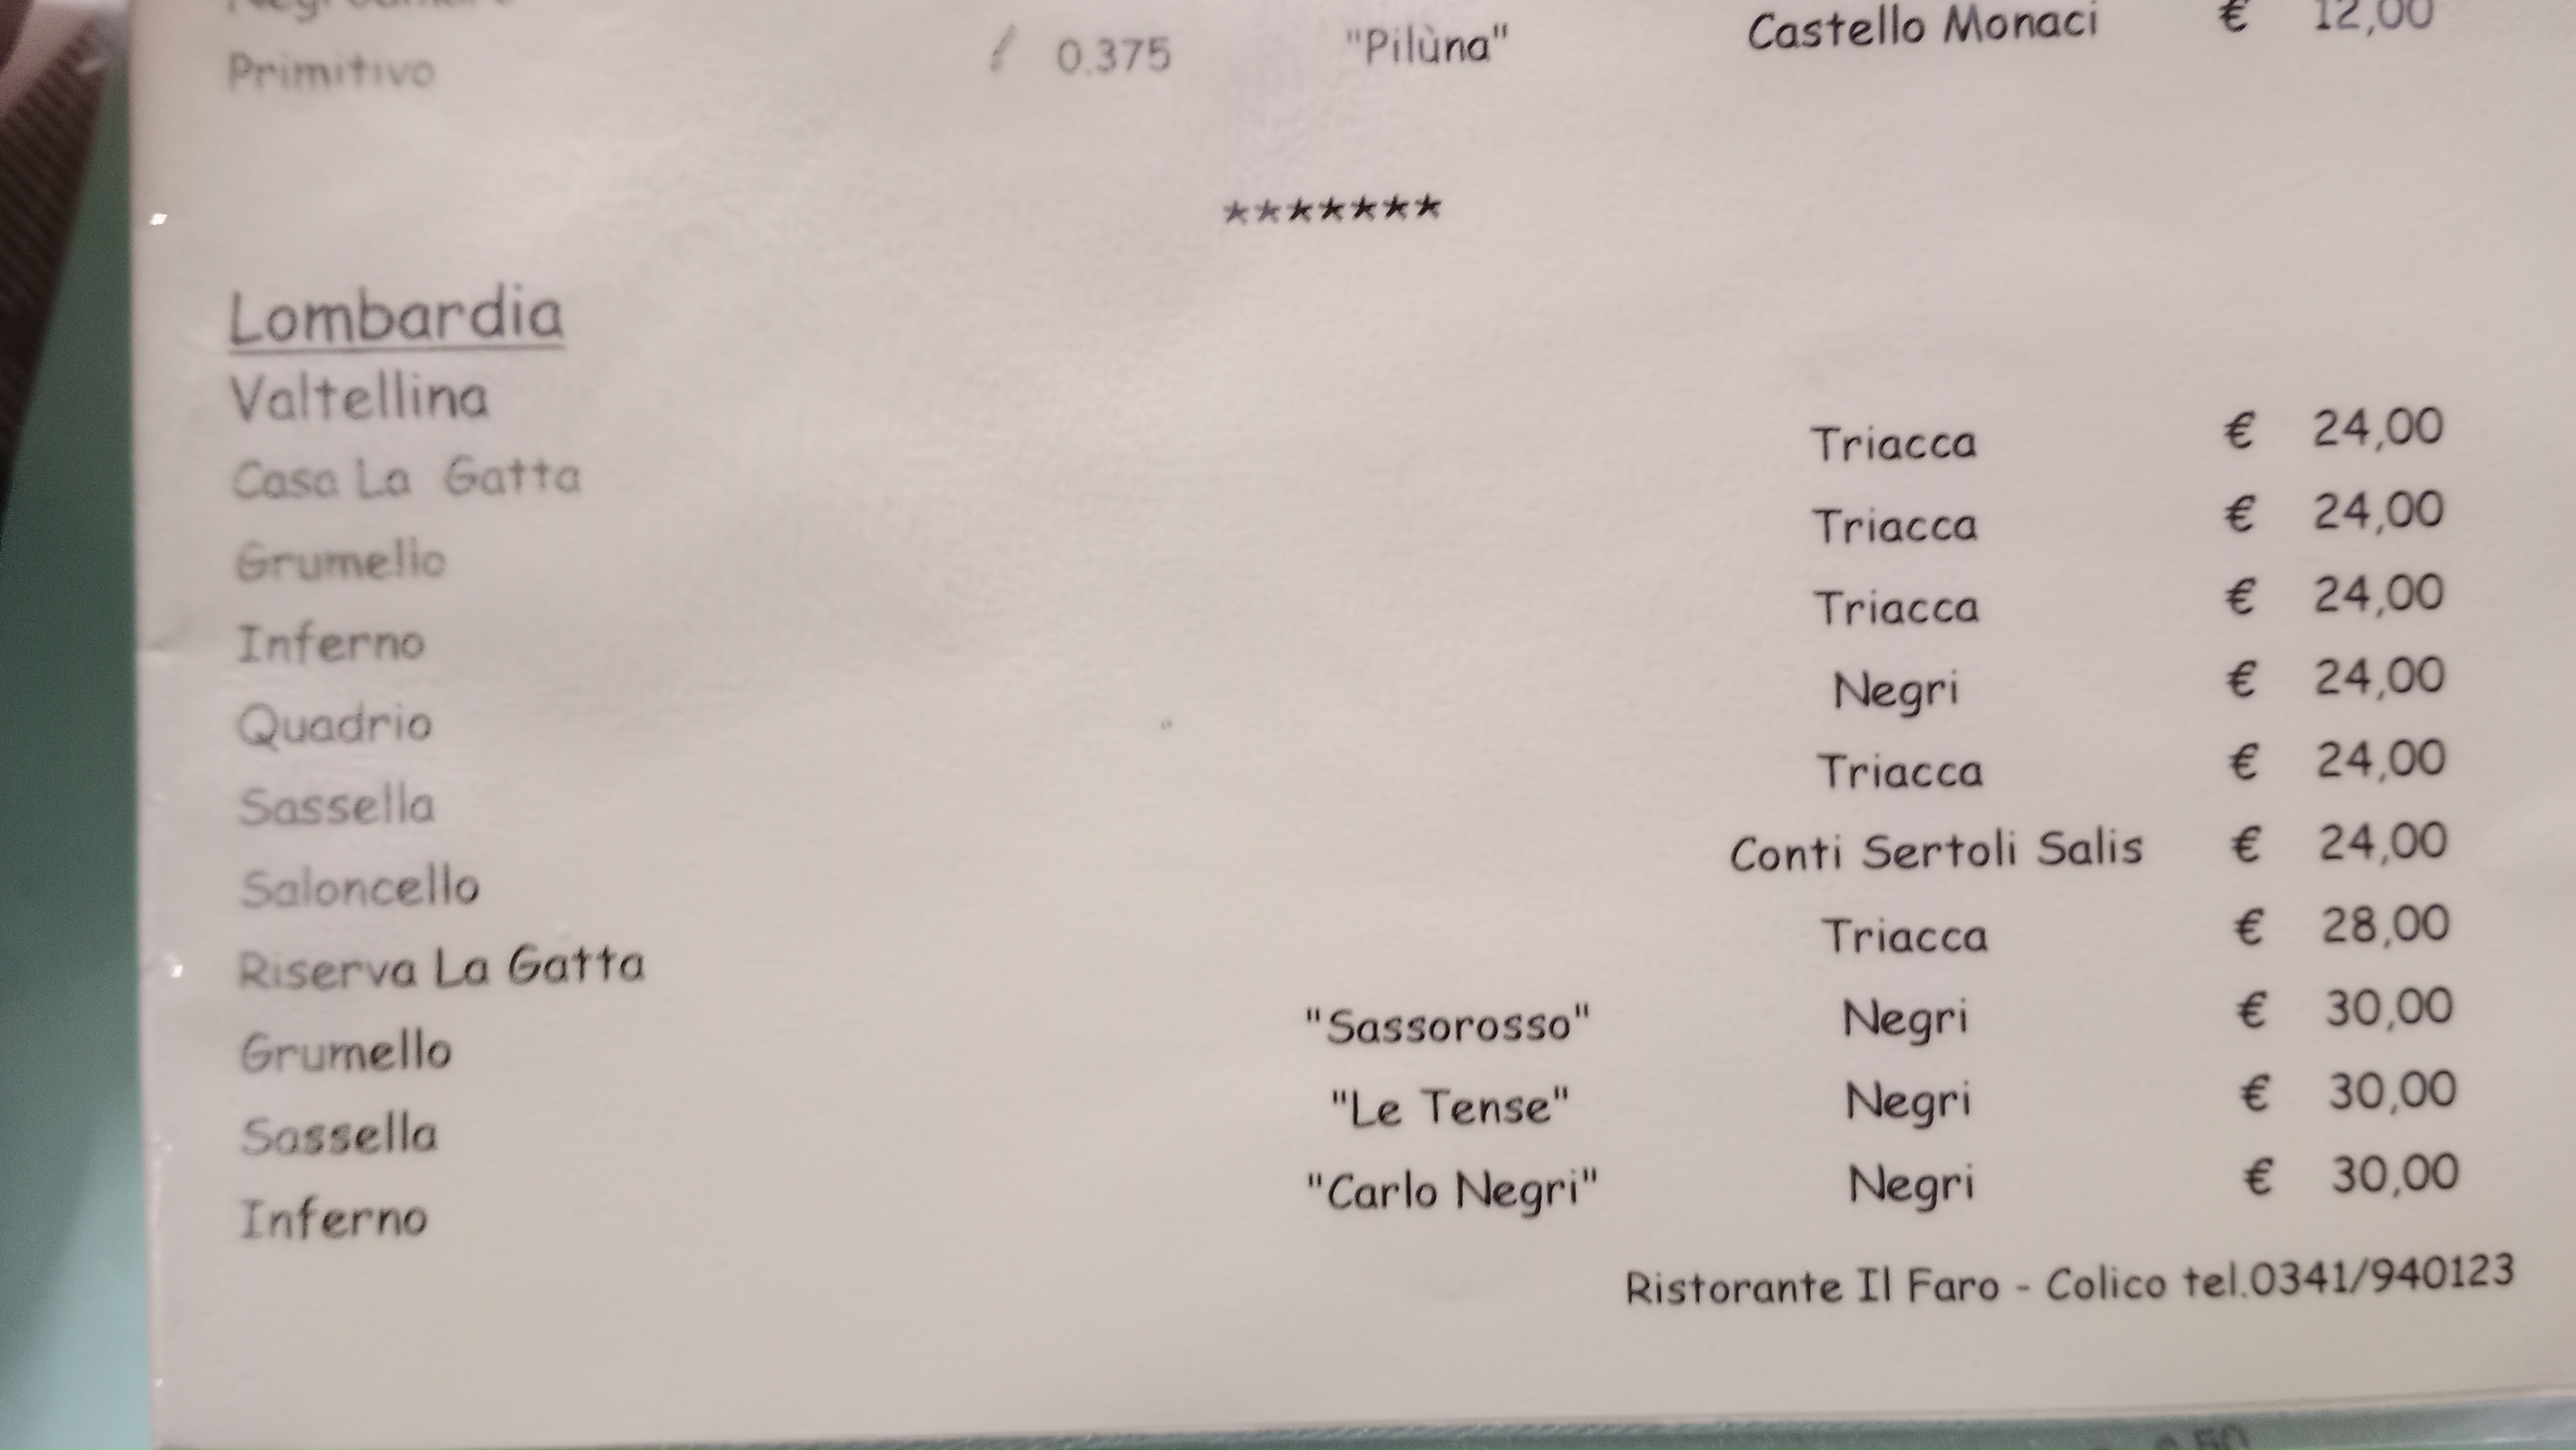 Primitivo ℓ 0.375 "Pilùna" Castello Monaci € 12,00
*******
Lombardia
Valtellina
Casa La Gatta Triacca € 24,00
Grumello Triacca € 24,00
Inferno Triacca € 24,00
Quadrio Negri € 24,00
Sassella Triacca € 24,00
Saloncello Conti Sertoli Salis € 24,00
Riserva La Gatta Triacca € 28,00
Grumello "Sassorosso" Negri € 30,00
Sassella "Le Tense" Negri € 30,00
Inferno "Carlo Negri" Negri € 30,00
Ristorante Il Faro - Colico tel.0341/940123